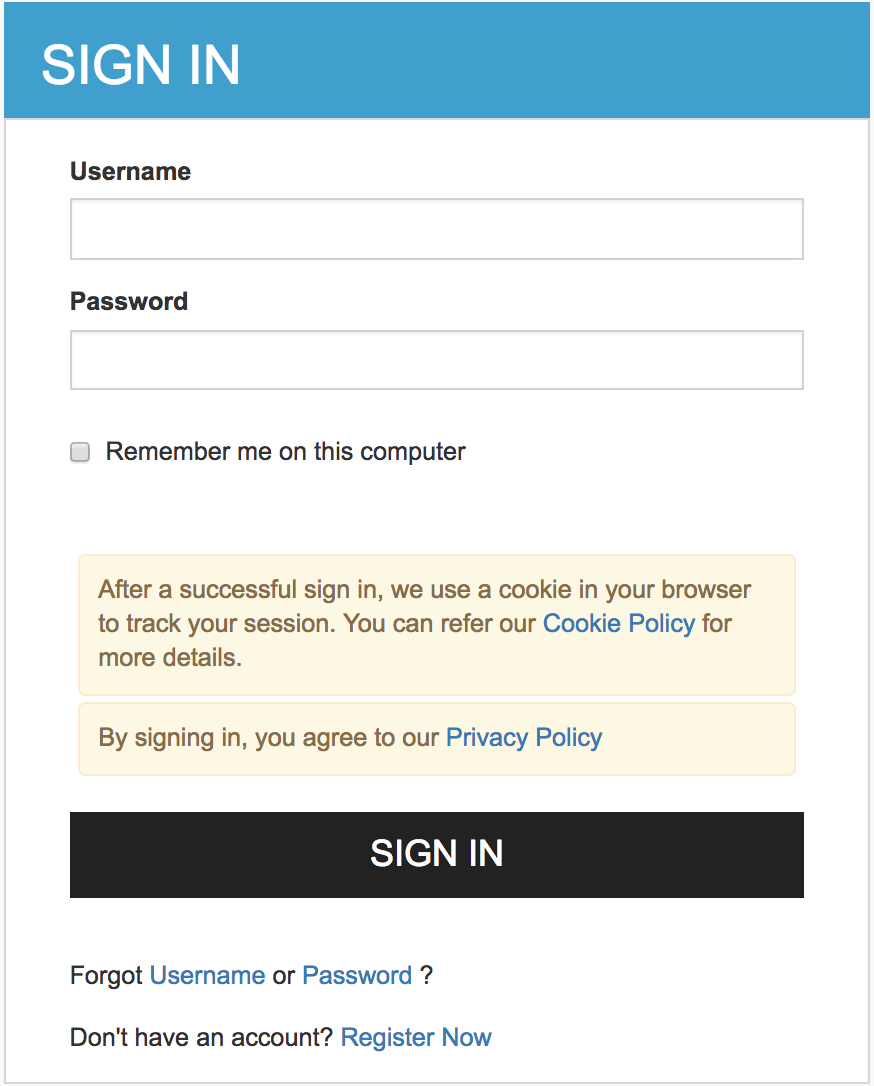 SIGN IN
Username
Password
Remember me on this computer
After a successful sign in, we use a cookie in your browser
to track your session. You can refer our Cookie Policy for
more details.
By signing in, you agree to our Privacy Policy
SIGN IN
Forgot Username or Password ?
Don't have an account? Register Now